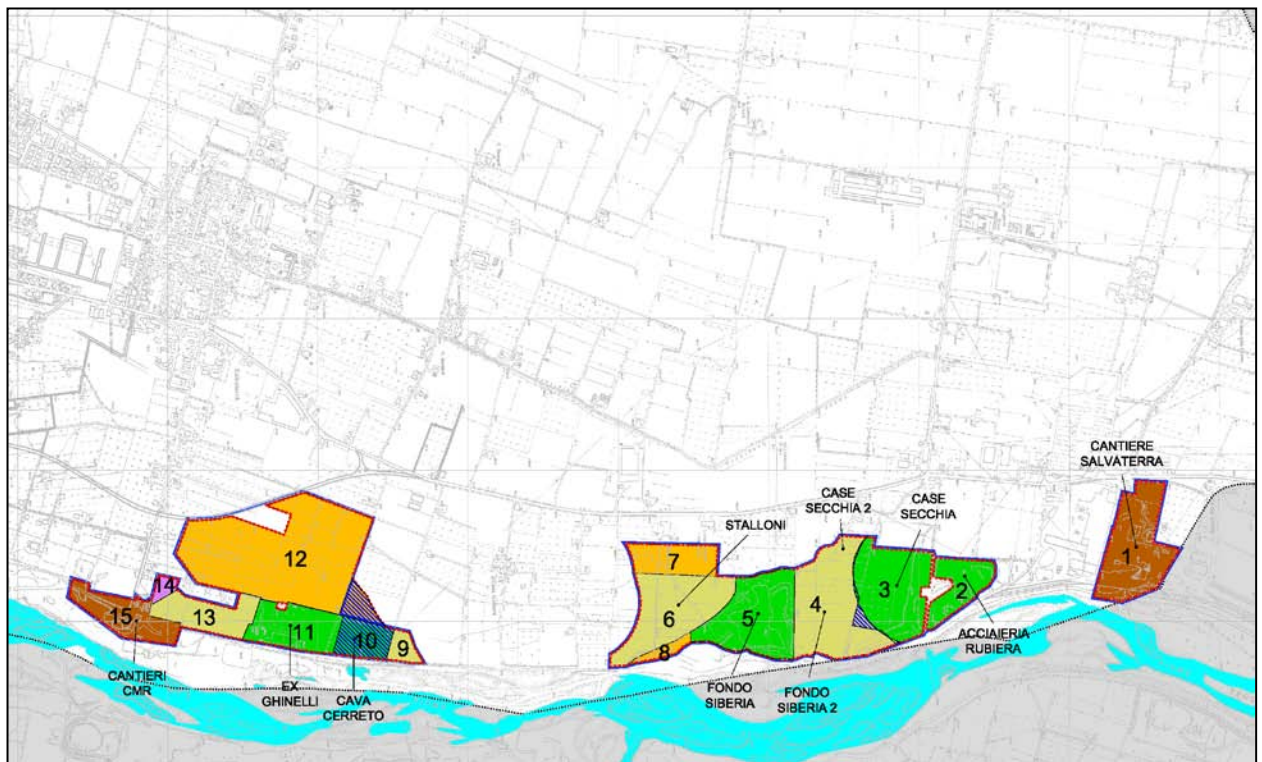 CANTIERE
SALVATERRA
CASE
SECCHIA 2
CASE
SECCHIA
STALLONI
12
7
1
14
3
2
6
4
5
15
13
11
10
9
8
ACCIAIERIA
RUBIERA
CANTIERI
CMR
EX
GHINELLI
CAVA
CERRETO
FONDO
SIBERIA
FONDO
SIBERIA 2